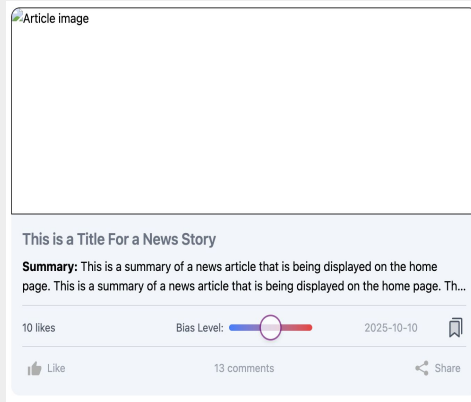 Article image
This is a Title For a News Story
Summary: This is a summary of a news article that is being displayed on the home
page. This is a summary of a news article that is being displayed on the home page. Th...
10 likes Bias Level: 2025-10-10
Like 13 comments Share